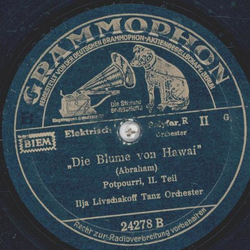 GRAMMOPHON
Elektrisch
II
Orchester
BIEM
„Die Blume von Hawai"
(Abraham)
Potpourri, II. Teil
Ilja Livschakoff Tanz Orchester
24278 B
Recht zur Radioverbreitung vorbehalten